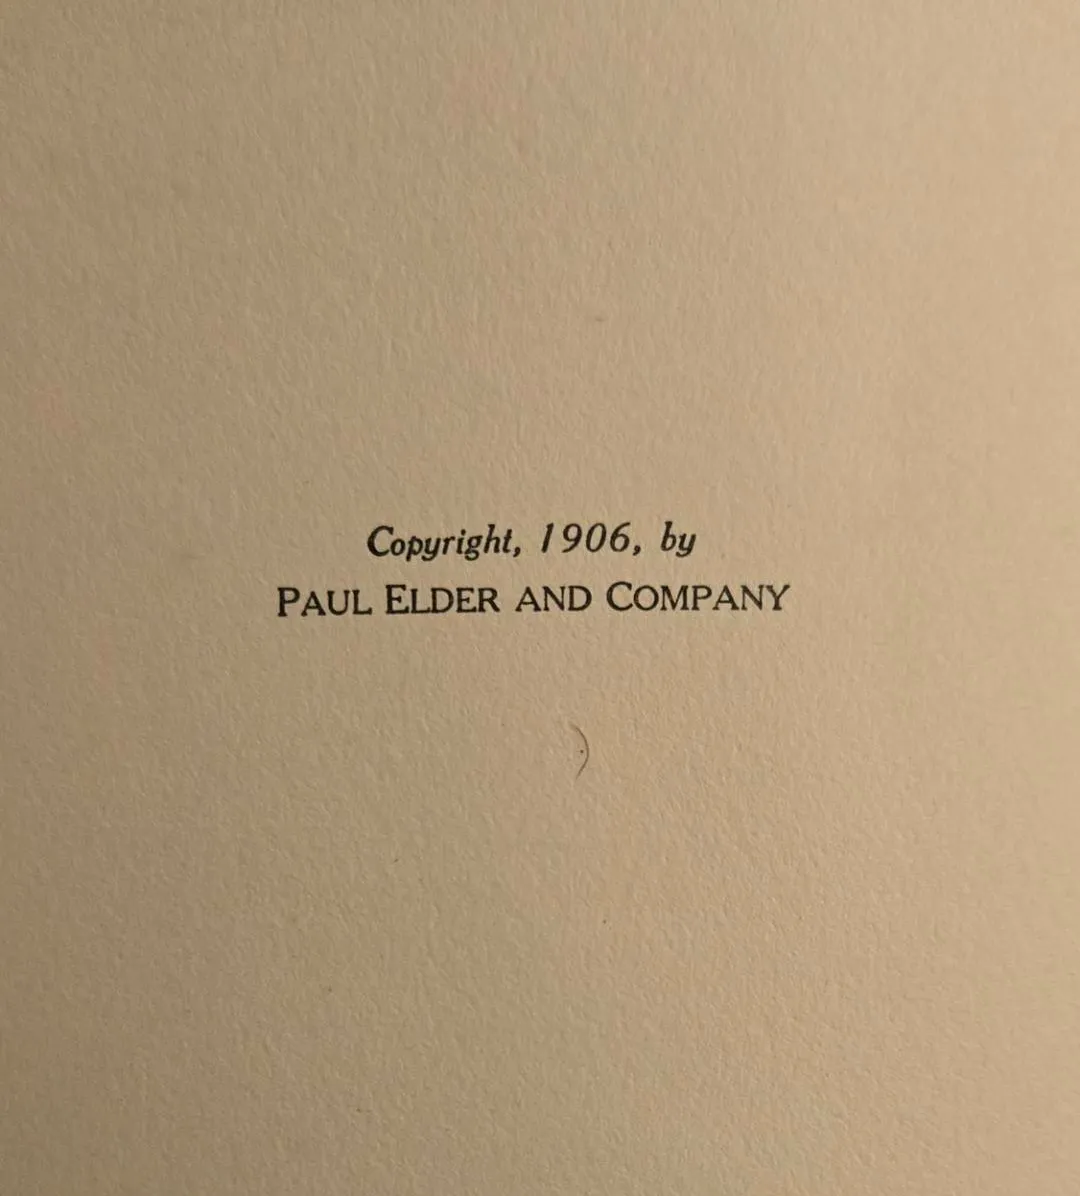 Copyright, 1906, by
PAUL ELDER AND COMPANY